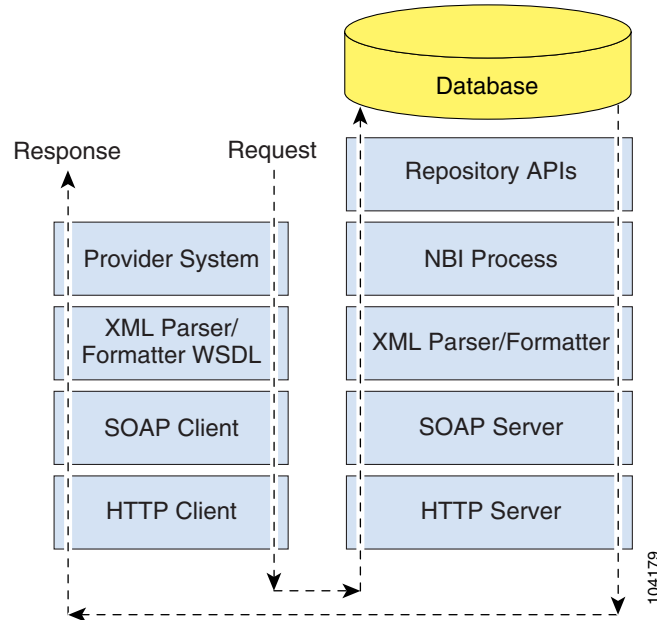 Database
Response
Request
Repository APIs
Provider System
NBI Process
XML Parser/
Formatter WSDL
XML Parser/Formatter
SOAP Client
SOAP Server
HTTP Client
HTTP Server
104179